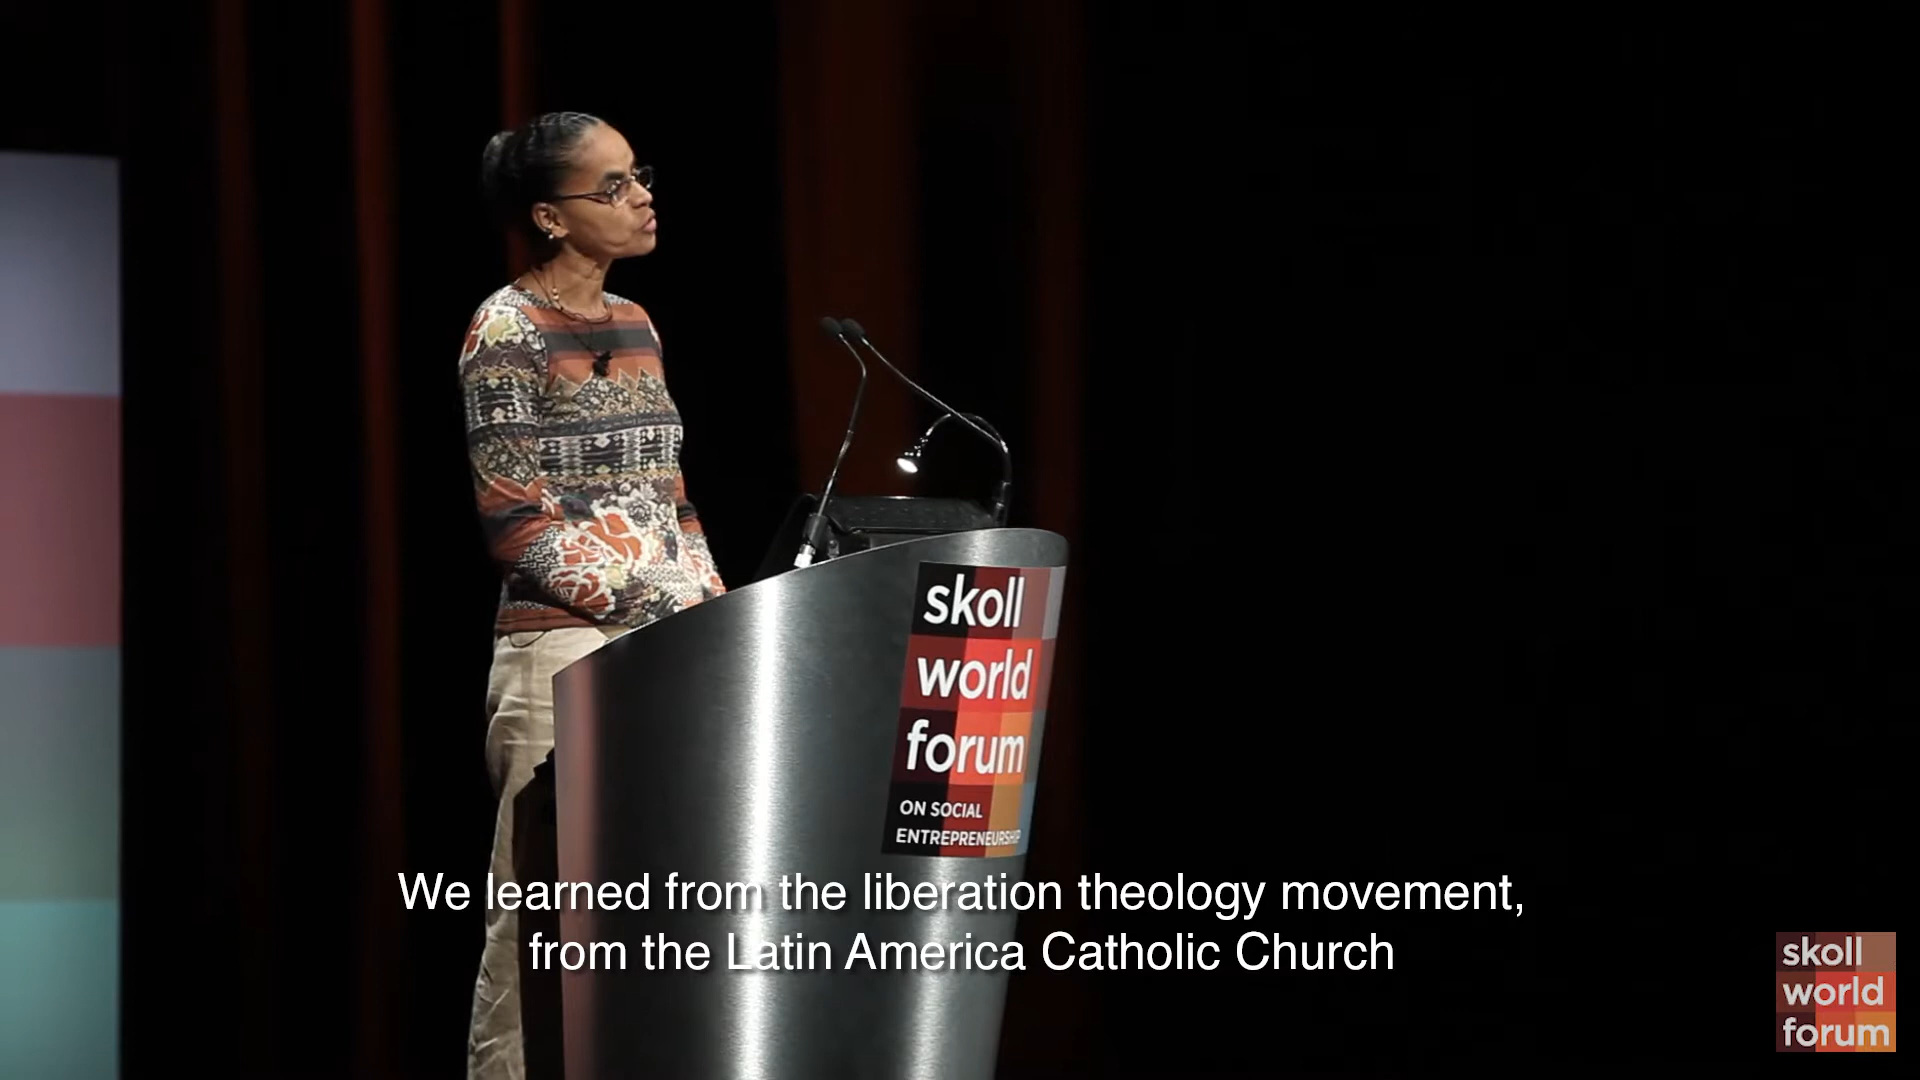 skoll
world
forum
ON SOCIAL
ENTREPRENEURSHIP
We learned from the liberation theology movement,
from the Latin America Catholic Church
skoll
world
forum